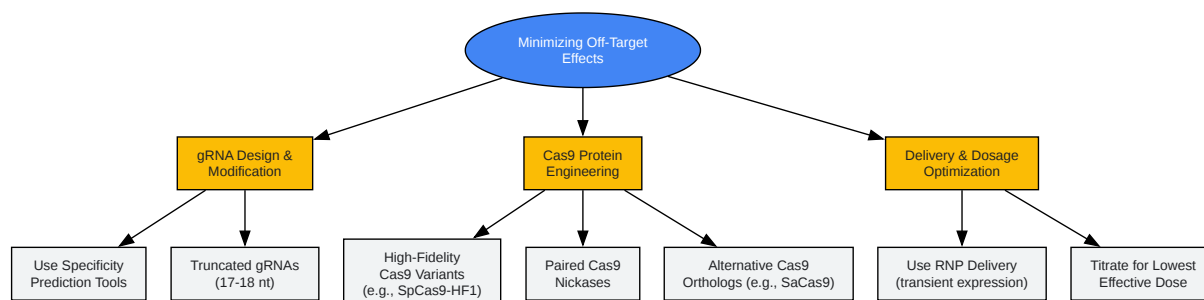 Minimizing Off-Target
Effects
gRNA Design &
Modification
Cas9 Protein
Engineering
Delivery & Dosage
Optimization
Use Specificity
Prediction Tools
Truncated gRNAs
(17-18 nt)
High-Fidelity
Cas9 Variants
(e.g., SpCas9-HF1)
Paired Cas9
Nickases
Alternative Cas9
Orthologs (e.g., SaCas9)
Use RNP Delivery
(transient expression)
Titrate for Lowest
Effective Dose